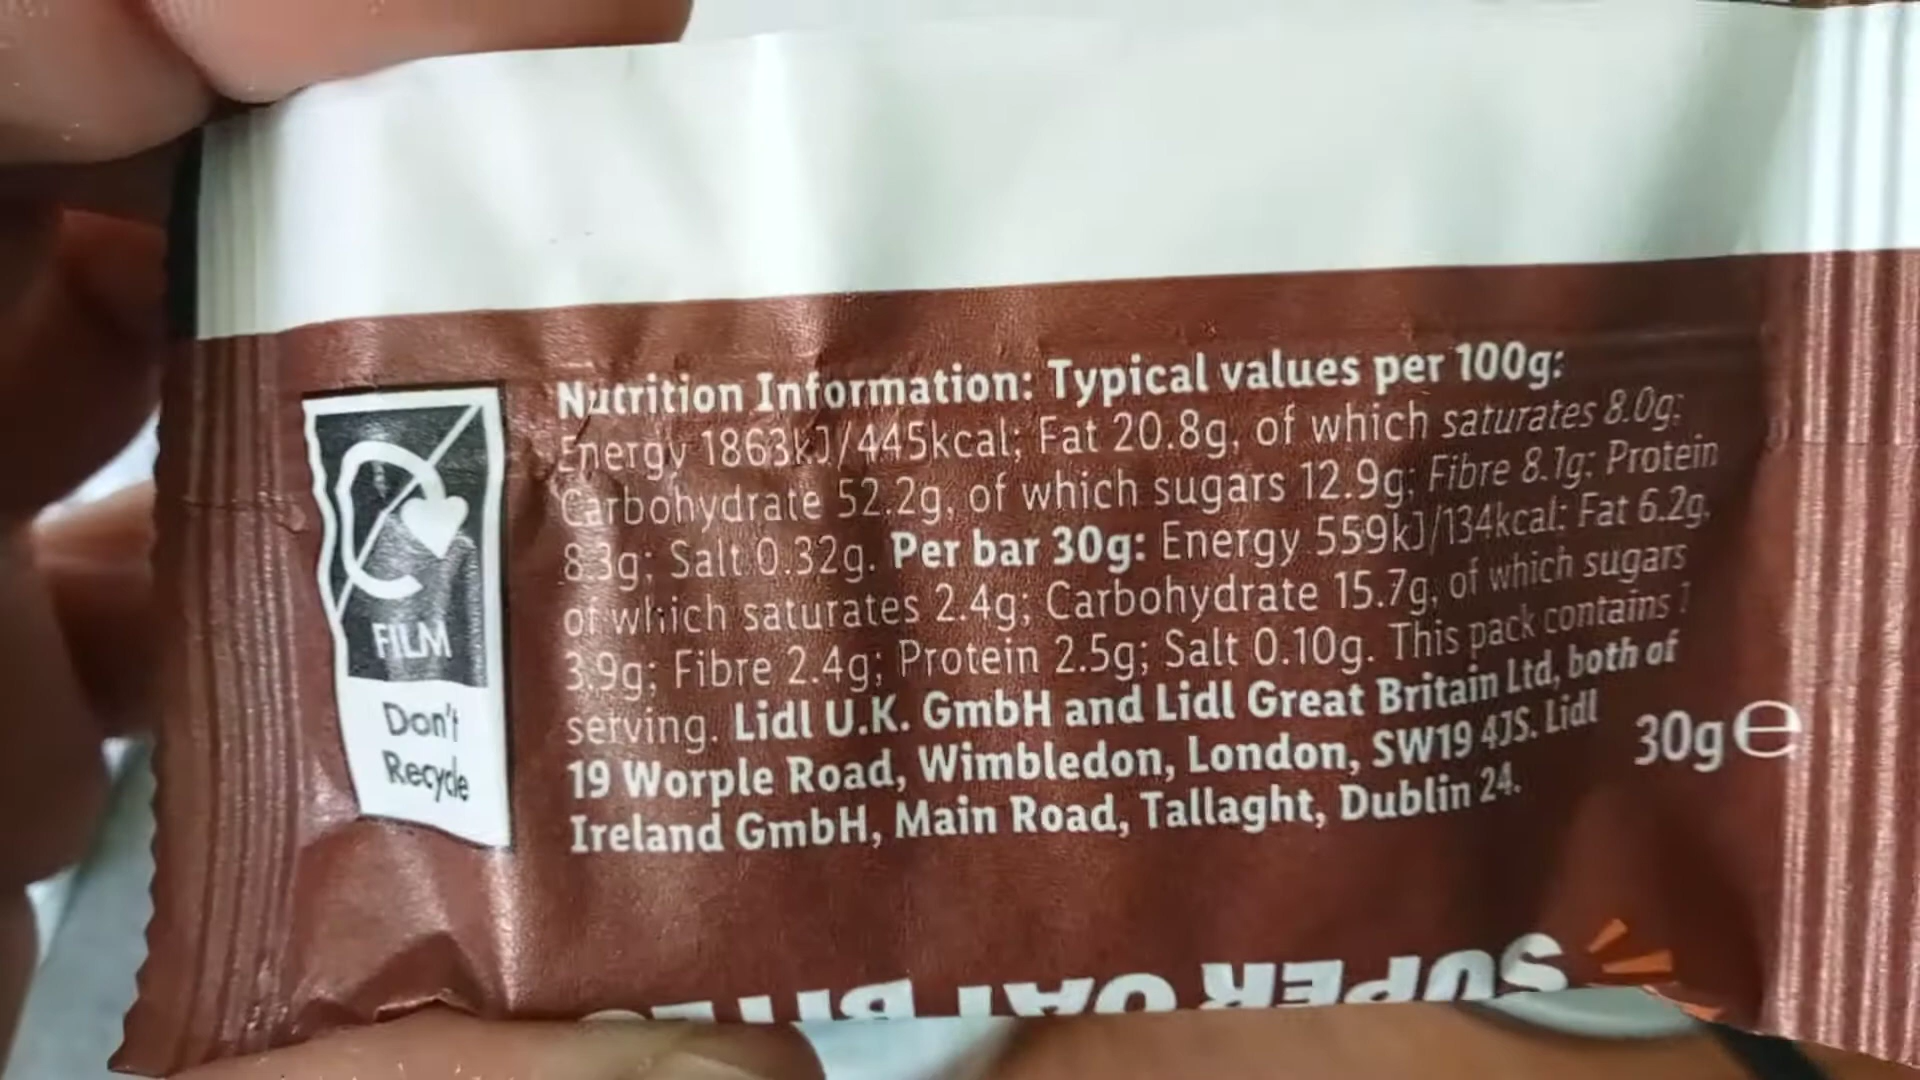 Nutrition Information: Typical values per 100g:
Energy 1863kJ/445kcal; Fat 20.8g, of which saturates 8.0g;
Carbohydrate 52.2g, of which sugars 12.9g; Fibre 8.1g; Protein
8.3g; Salt 0.32g. Per bar 30g: Energy 559kJ/134kcal; Fat 6.2g,
of which saturates 2.4g; Carbohydrate 15.7g, of which sugars
3.9g; Fibre 2.4g; Protein 2.5g; Salt 0.10g. This pack contains 1
serving. Lidl U.K. GmbH and Lidl Great Britain Ltd, both of
19 Worple Road, Wimbledon, London, SW19 4JS. Lidl
Ireland GmbH, Main Road, Tallaght, Dublin 24.
30g e
FILM
Don't
Recycle
SUPER OAT BITES